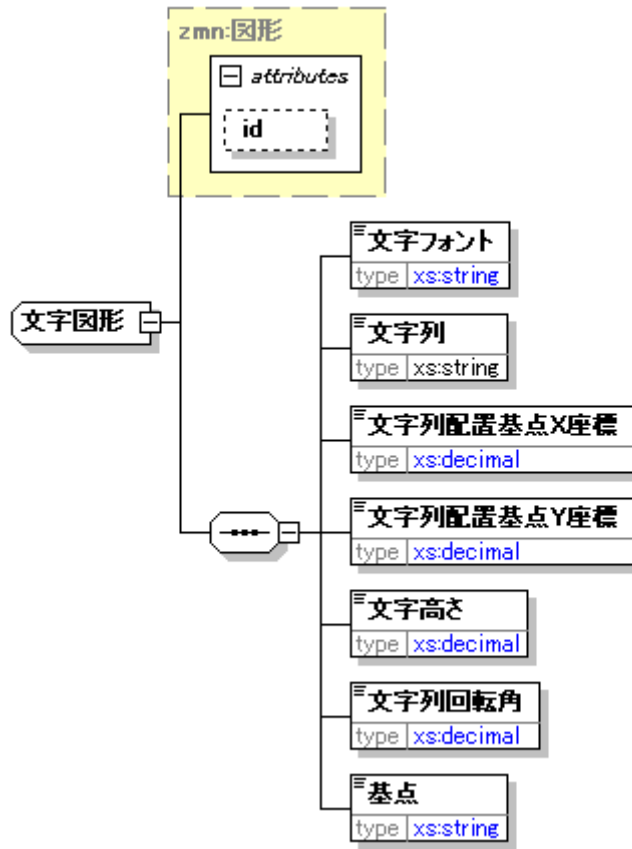 zmn:図形
attributes
id
文字図形
文字フォント
type xs:string
文字列
type xs:string
文字列配置基点X座標
type xs:decimal
文字列配置基点Y座標
type xs:decimal
文字高さ
type xs:decimal
文字列回転角
type xs:decimal
基点
type xs:string